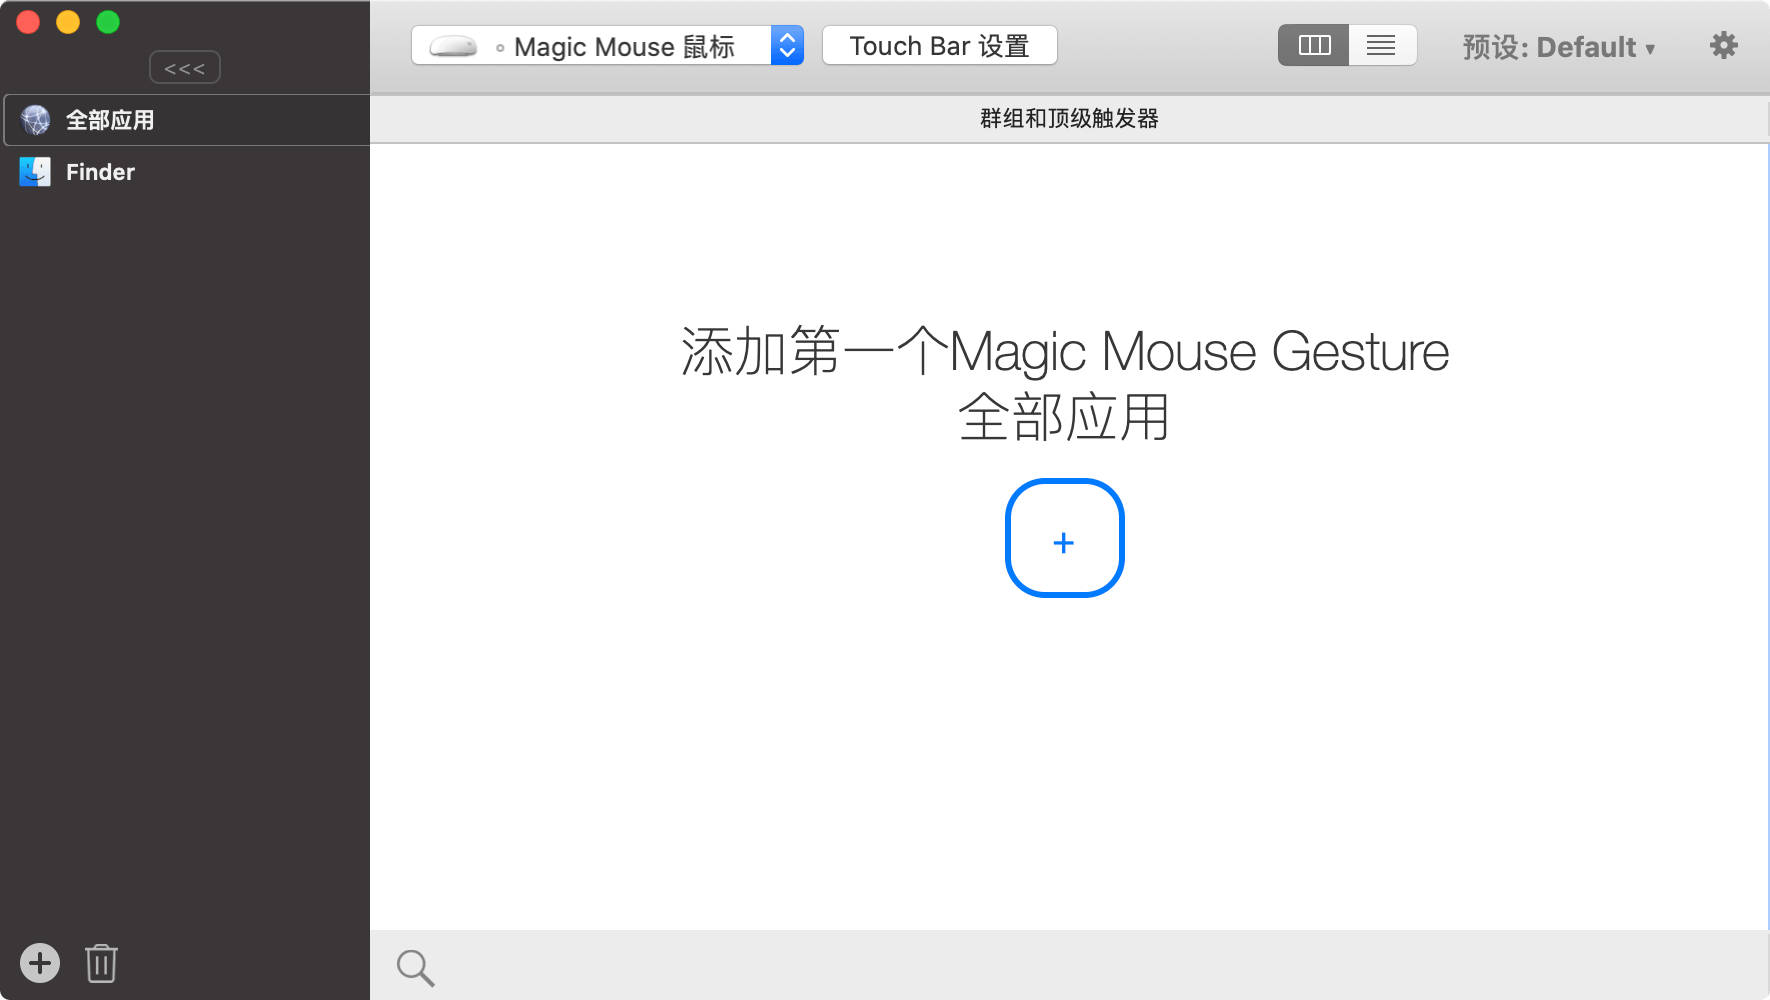 <<<
全部应用
Finder
Magic Mouse 鼠标
Touch Bar 设置
预设: Default ▾
群组和顶级触发器
添加第一个Magic Mouse Gesture
全部应用
+